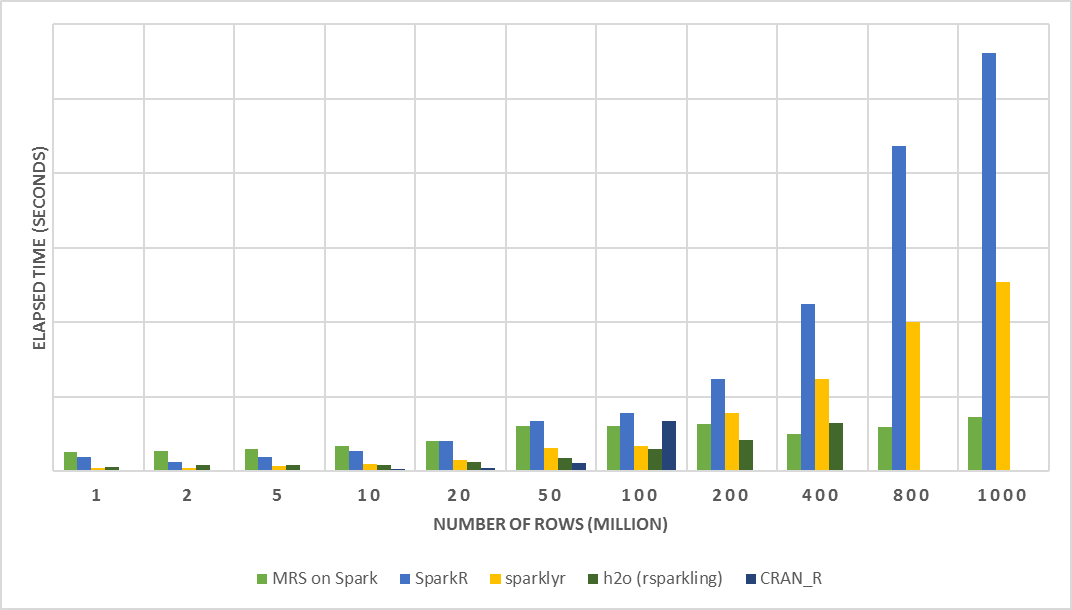 ELAPSED TIME (SECONDS)
1 2 5 10 20 50 100 200 400 800 1000
NUMBER OF ROWS (MILLION)
MRS on Spark SparkR sparklyr h2o (rsparkling) CRAN_R